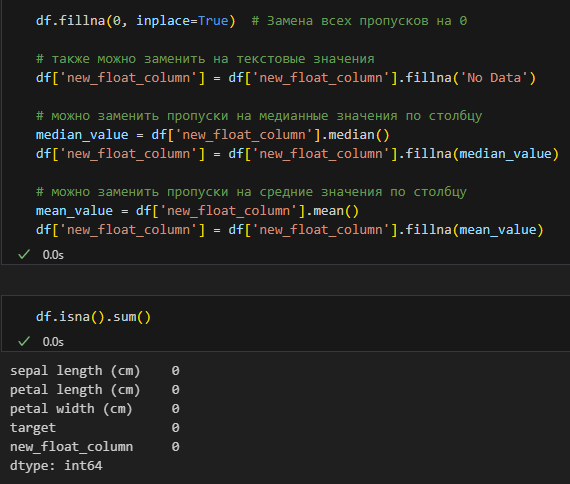 df.fillna(0, inplace=True)  # Замена всех пропусков на 0
# также можно заменить на текстовые значения
df['new_float_column'] = df['new_float_column'].fillna('No Data')
# можно заменить пропуски на медианные значения по столбцу
median_value = df['new_float_column'].median()
df['new_float_column'] = df['new_float_column'].fillna(median_value)
# можно заменить пропуски на средние значения по столбцу
mean_value = df['new_float_column'].mean()
df['new_float_column'] = df['new_float_column'].fillna(mean_value)
0.0s
df.isna().sum()
0.0s
sepal length (cm)    0
petal length (cm)    0
petal width (cm)     0
target               0
new_float_column     0
dtype: int64